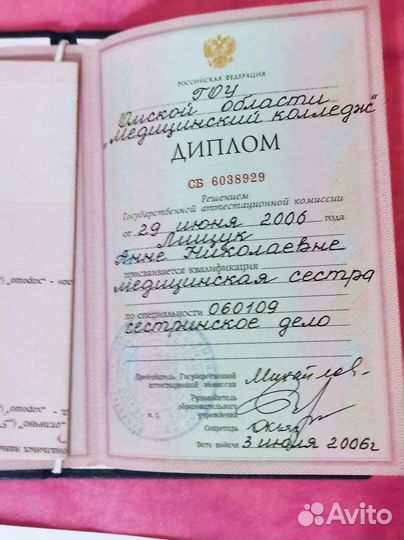 РОССИЙСКАЯ ФЕДЕРАЦИЯ
ГОУ
Омской области
"Медицинский колледж"
ДИПЛОМ
СБ 6038929
Решением
Государственной аттестационной комиссии
от 29 июня 2006 года
Лищук
Анне Николаевне
присваивается квалификация
медицинская сестра
по специальности 060109
сестринское дело
Председатель Государственной
аттестационной комиссии
Михайлов
Руководитель
образовательного
учреждения
Секретарь
Дата выдачи 3 июля 2006г
Avito